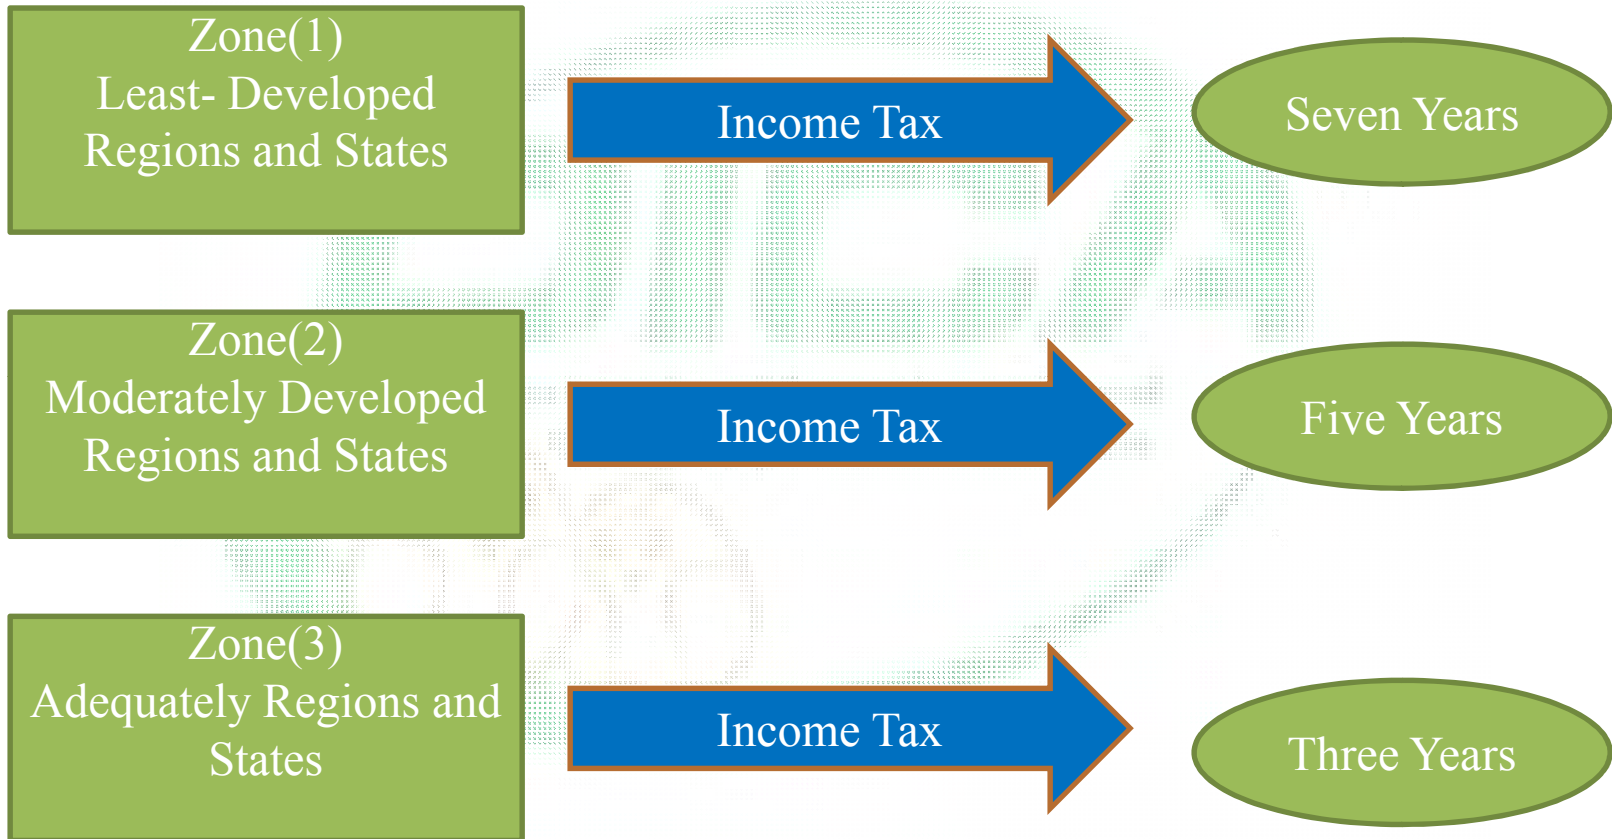 Zone(1)
Least- Developed
Regions and States
Income Tax
Seven Years
Zone(2)
Moderately Developed
Regions and States
Income Tax
Five Years
Zone(3)
Adequately Regions and
States
Income Tax
Three Years
DICA